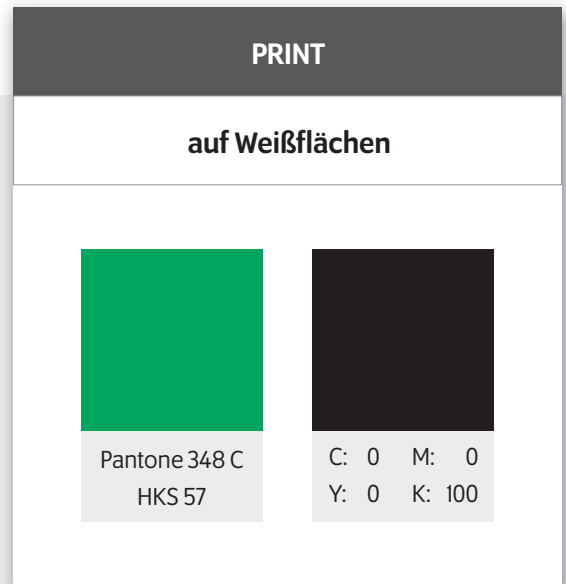 PRINT
auf Weißflächen
Pantone 348 C
HKS 57
C: 0 M: 0
Y: 0 K: 100